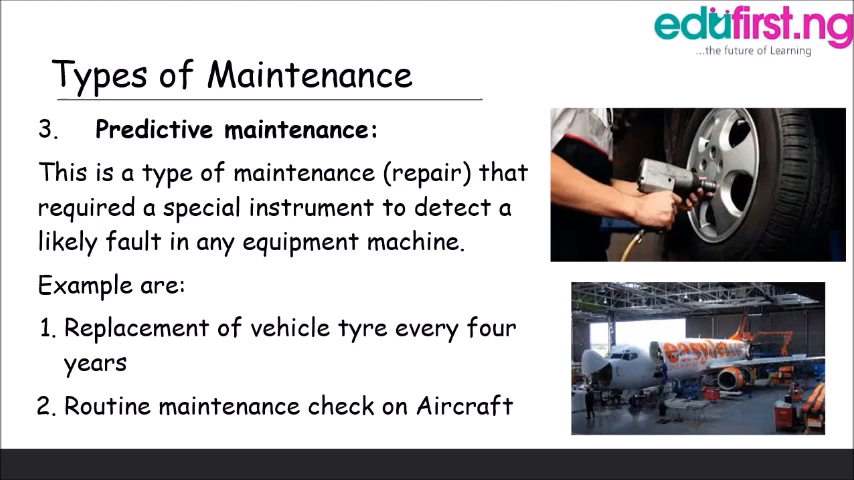 edufirst.ng
...the future of Learning
Types of Maintenance
3. Predictive maintenance:
This is a type of maintenance (repair) that
required a special instrument to detect a
likely fault in any equipment machine.
Example are:
1. Replacement of vehicle tyre every four
years
2. Routine maintenance check on Aircraft
easyJet